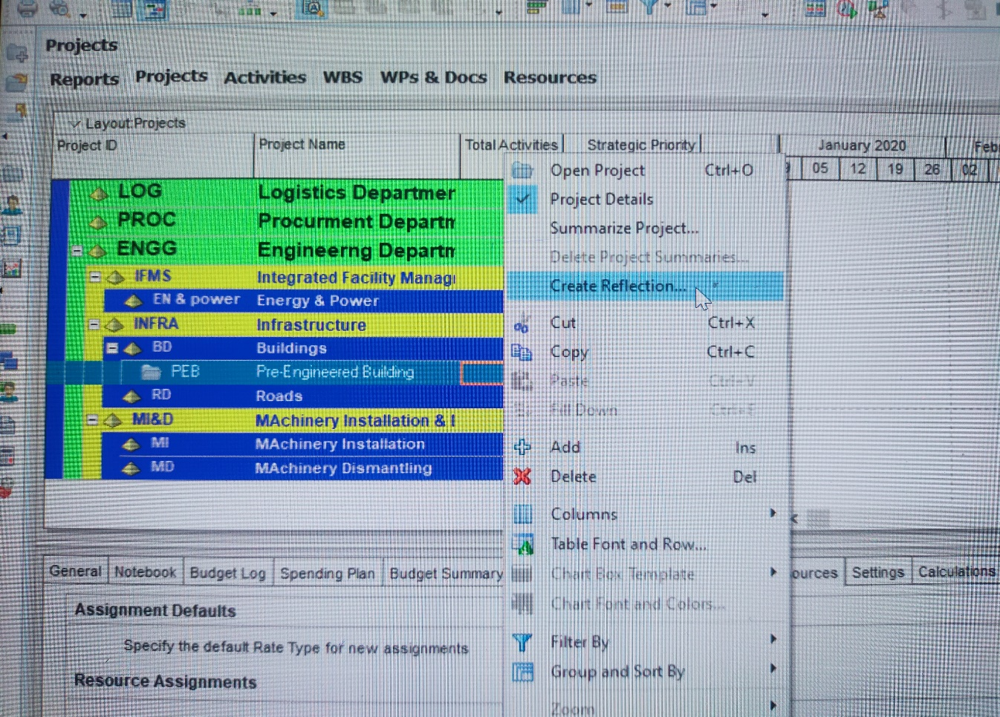 Projects
Reports Projects Activities WBS WPs & Docs Resources
Layout: Projects
Project ID Project Name Total Activities Strategic Priority January 2020 Feb
05 12 19 26 02
LOG Logistics Departmer
PROC Procurment Departn
ENGG Engineerng Departn
IFMS Integrated Facility Manag
EN & power Energy & Power
INFRA Infrastructure
BD Buildings
PEB Pre-Engineered Building
RD Roads
MI&D MAchinery Installation &
MI MAchinery Installation
MD MAchinery Dismantling
Open Project Ctrl+O
Project Details
Summarize Project...
Delete Project Summaries...
Create Reflection...
Cut Ctrl+X
Copy Ctrl+C
Paste Ctrl+V
Fill Down Ctrl+E
Add Ins
Delete Del
Columns
Table Font and Row...
Chart Box Template
Chart Font and Colors...
Filter By
Group and Sort By
Zoom
General Notebook Budget Log Spending Plan Budget Summary ources Settings Calculations
Assignment Defaults
Specify the default Rate Type for new assignments
Resource Assignments